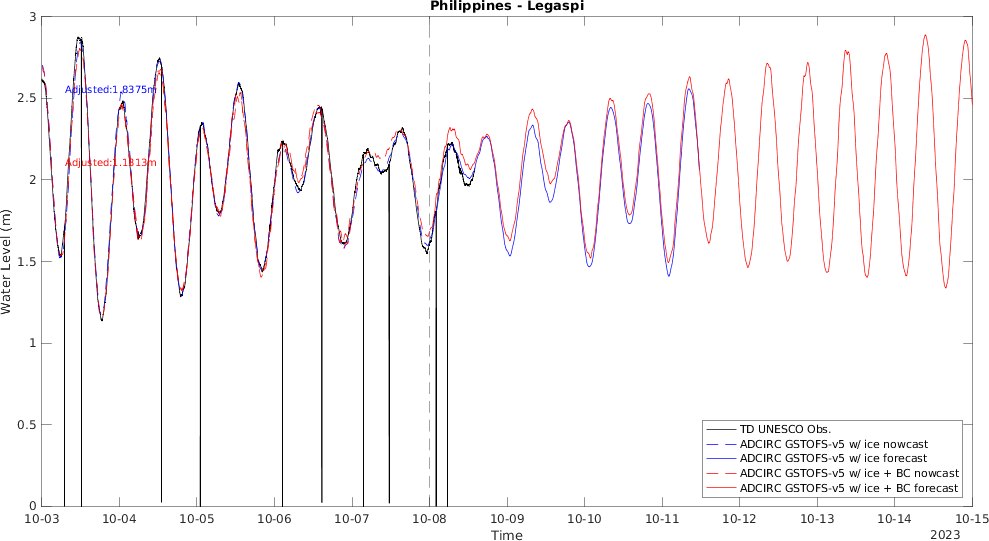 Philippines - Legaspi
3
2.5
2
1.5
1
0.5
0
Water Level (m)
Adjusted:1.8375m
Adjusted:1.1813m
TD UNESCO Obs.
ADCIRC GSTOFS-v5 w/ ice nowcast
ADCIRC GSTOFS-v5 w/ ice forecast
ADCIRC GSTOFS-v5 w/ ice + BC nowcast
ADCIRC GSTOFS-v5 w/ ice + BC forecast
10-03 10-04 10-05 10-06 10-07 10-08 10-09 10-10 10-11 10-12 10-13 10-14 10-15
Time
2023